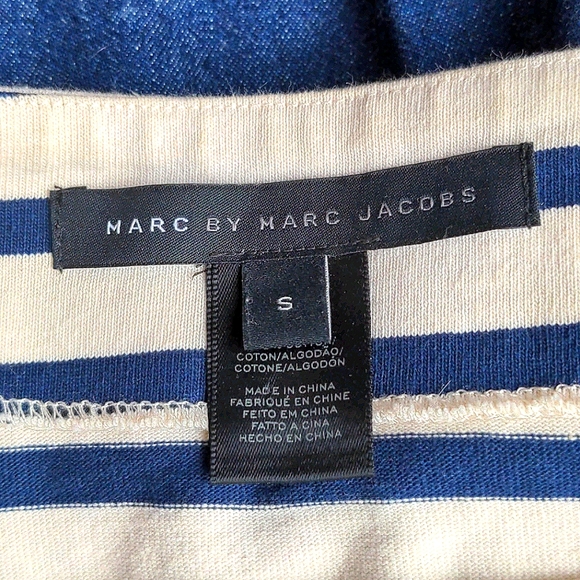 MARC BY MARC JACOBS
S
COTON/ALGODÃO/
COTONE/ALGODÓN
MADE IN CHINA
FABRIQUÉ EN CHINE
FEITO EM CHINA
FATTO A CINA
HECHO EN CHINA